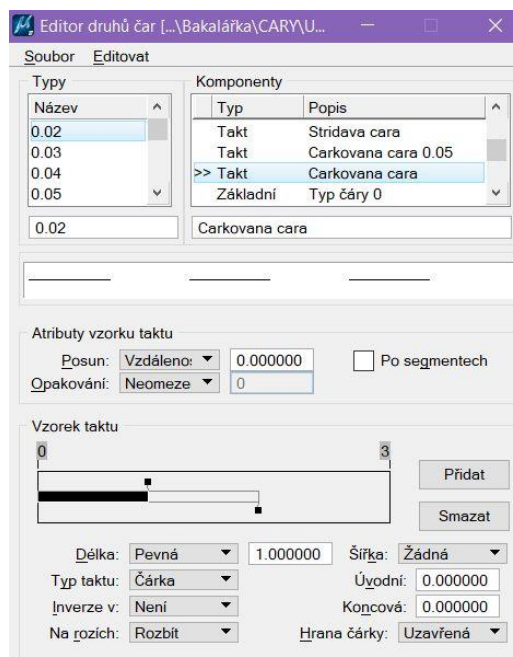 Editor druhů čar [...\Bakalářka\CARY\U...
Soubor Editovat
Typy
Název
0.02
0.03
0.04
0.05
0.02
Komponenty
Typ Popis
Takt Stridava cara
Takt Carkovana cara 0.05
>> Takt Carkovana cara
Základní Typ čáry 0
Carkovana cara
Atributy vzorku taktu
Posun: Vzdáleno: 0.000000 Po segmentech
Opakování: Neomeze 0
Vzorek taktu
0 3
Přidat
Smazat
Délka: Pevná 1.000000 Šířka: Žádná
Typ taktu: Čárka Úvodní: 0.000000
Inverze v: Není Koncová: 0.000000
Na rozích: Rozbít Hrana čárky: Uzavřená